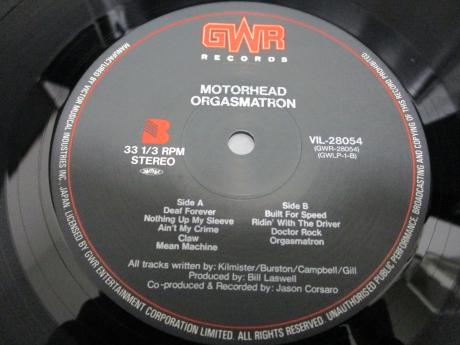 GWR
RECORDS
MOTORHEAD
ORGASMATRON
B
33 1/3 RPM
STEREO
VIL-28054
(GWR-28054)
(GWLP-1-B)
Side A
Deaf Forever
Nothing Up My Sleeve
Ain't My Crime
Claw
Mean Machine
Side B
Built For Speed
Ridin' With The Driver
Doctor Rock
Orgasmatron
All tracks written by: Kilmister/Burston/Campbell/Gill
Produced by: Bill Laswell
Co-produced & Recorded by: Jason Corsaro
MANUFACTURED BY VICTOR MUSICAL INDUSTRIES INC. JAPAN. LICENSED BY GWR ENTERTAINMENT CORPORATION LIMITED. ALL RIGHTS RESERVED. UNAUTHORISED PUBLIC PERFORMANCE, BROADCASTING AND COPYING OF THIS RECORD PROHIBITED.